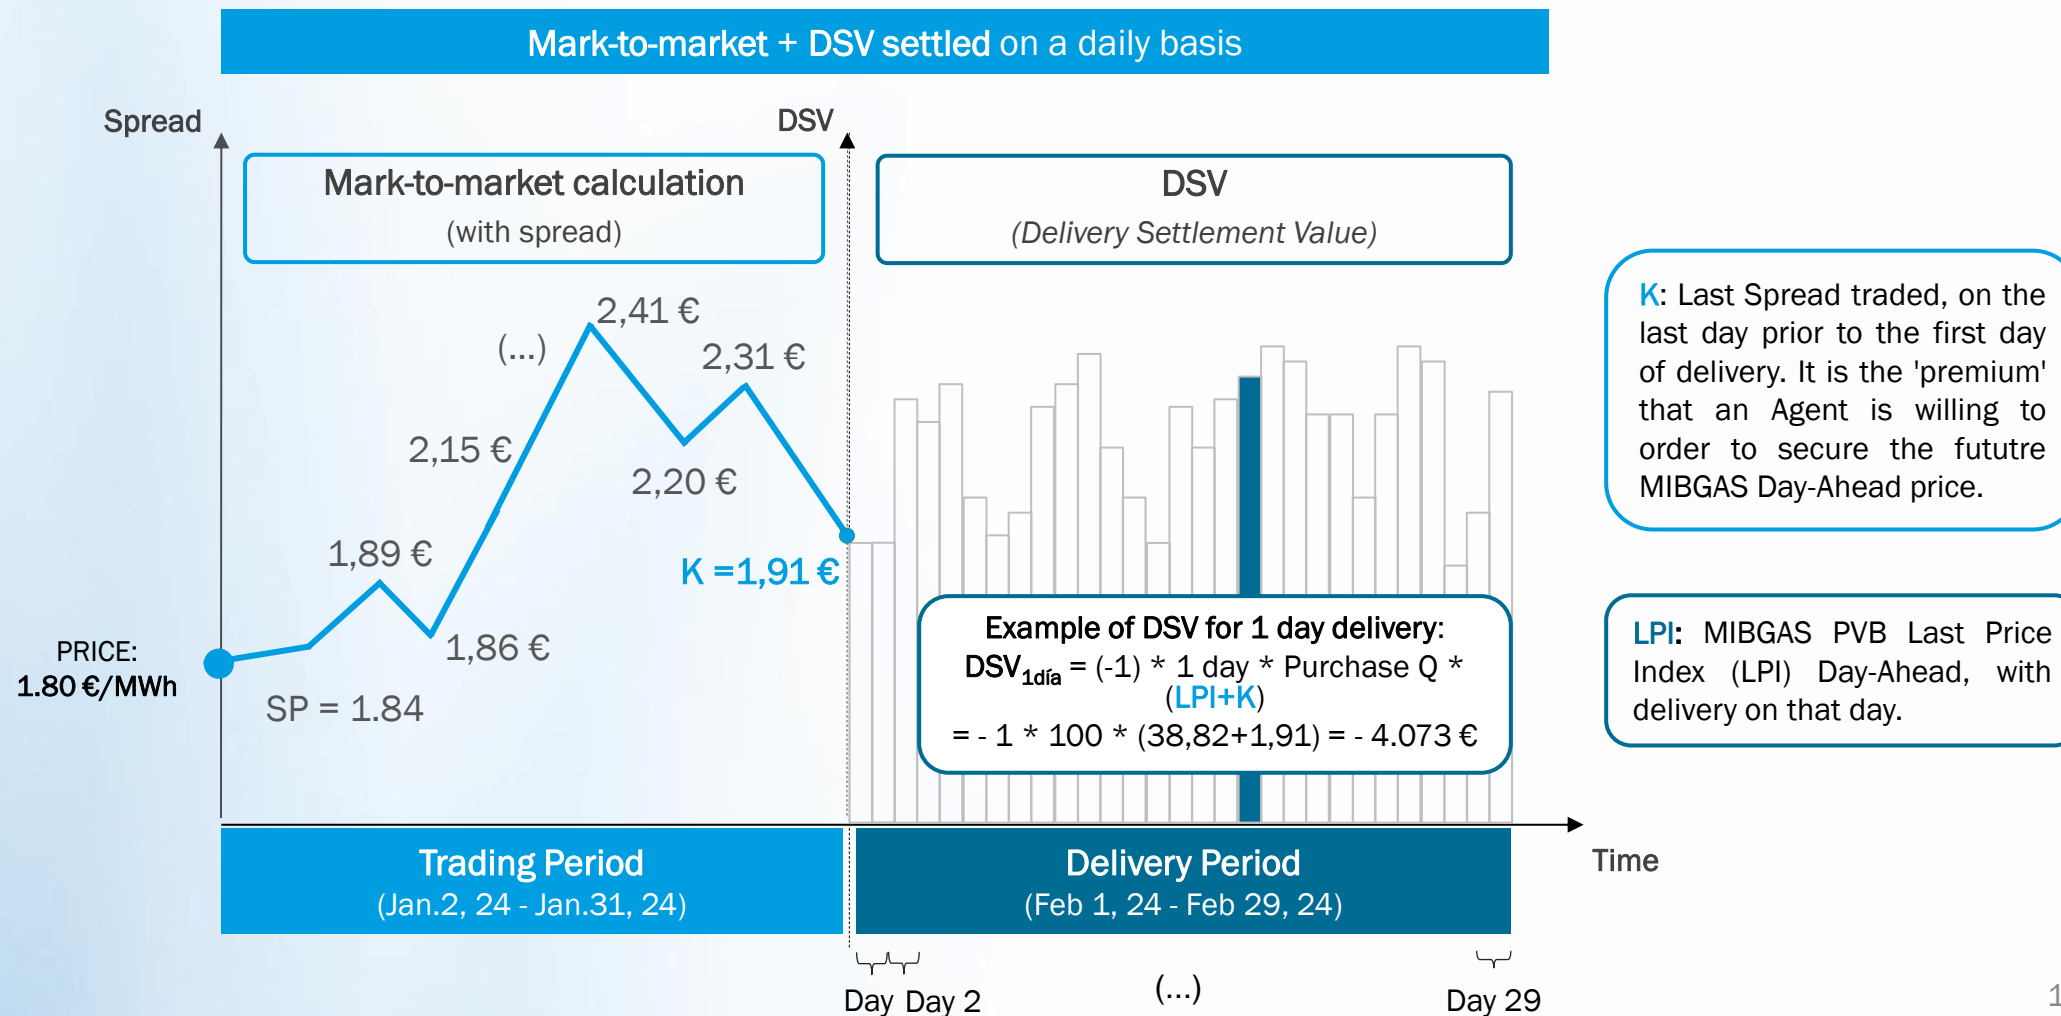 Mark-to-market + DSV settled on a daily basis
Spread
DSV
Mark-to-market calculation
(with spread)
DSV
(Delivery Settlement Value)
2,41 €
(...)
2,31 €
2,15 €
2,20 €
1,89 €
K =1,91 €
1,86 €
PRICE:
1.80 €/MWh
SP = 1.84
Example of DSV for 1 day delivery:
DSV1día = (-1) * 1 day * Purchase Q *
(LPI+K)
= - 1 * 100 * (38,82+1,91) = - 4.073 €
K: Last Spread traded, on the
last day prior to the first day
of delivery. It is the 'premium'
that an Agent is willing to
order to secure the fututre
MIBGAS Day-Ahead price.
LPI: MIBGAS PVB Last Price
Index (LPI) Day-Ahead, with
delivery on that day.
Trading Period
(Jan.2, 24 - Jan.31, 24)
Delivery Period
(Feb 1, 24 - Feb 29, 24)
Time
Day Day 2
(...)
Day 29
1